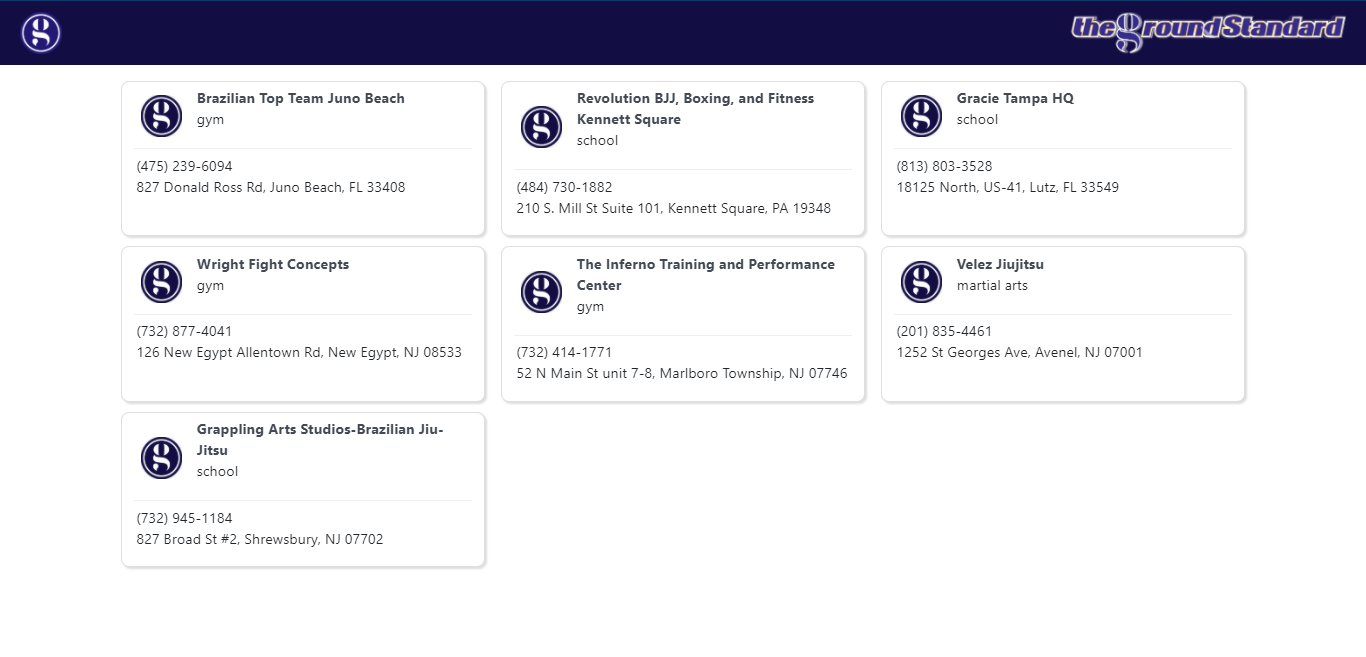 theGroundStandard
Brazilian Top Team Juno Beach
gym
(475) 239-6094
827 Donald Ross Rd, Juno Beach, FL 33408
Revolution BJJ, Boxing, and Fitness
Kennett Square
school
(484) 730-1882
210 S. Mill St Suite 101, Kennett Square, PA 19348
Gracie Tampa HQ
school
(813) 803-3528
18125 North, US-41, Lutz, FL 33549
Wright Fight Concepts
gym
(732) 877-4041
126 New Egypt Allentown Rd, New Egypt, NJ 08533
The Inferno Training and Performance
Center
gym
(732) 414-1771
52 N Main St unit 7-8, Marlboro Township, NJ 07746
Velez Jiujitsu
martial arts
(201) 835-4461
1252 St Georges Ave, Avenel, NJ 07001
Grappling Arts Studios-Brazilian Jiu-
Jitsu
school
(732) 945-1184
827 Broad St #2, Shrewsbury, NJ 07702